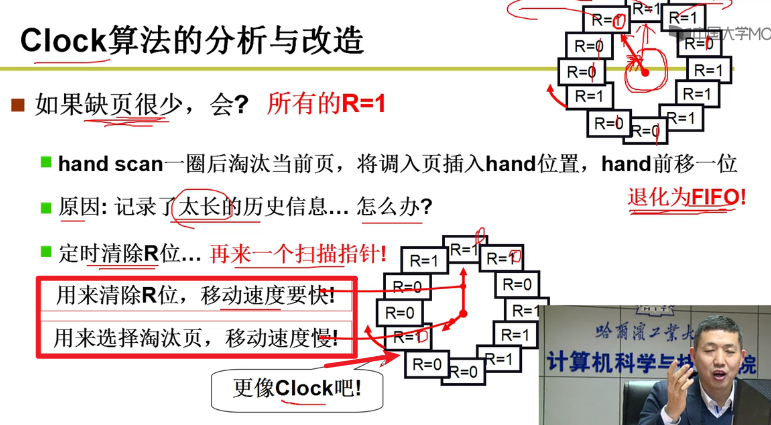 Clock算法的分析与改造
中国大学MO
如果缺页很少，会? 所有的R=1
hand scan一圈后淘汰当前页，将调入页插入hand位置，hand前移一位
退化为FIFO!
原因: 记录了太长的历史信息… 怎么办?
定时清除R位… 再来一个扫描指针!
用来清除R位，移动速度要快!
用来选择淘汰页，移动速度慢!
更像Clock吧!
R=1
R=1
R=1
R=0
R=0
R=0
R=1
R=1
R=1
R=0
R=0
R=1
R=1
R=1
R=1
R=0
R=0
R=0
R=1
R=1
R=1
R=0
R=0
R=1
哈尔滨工业大
计算机科学与
院